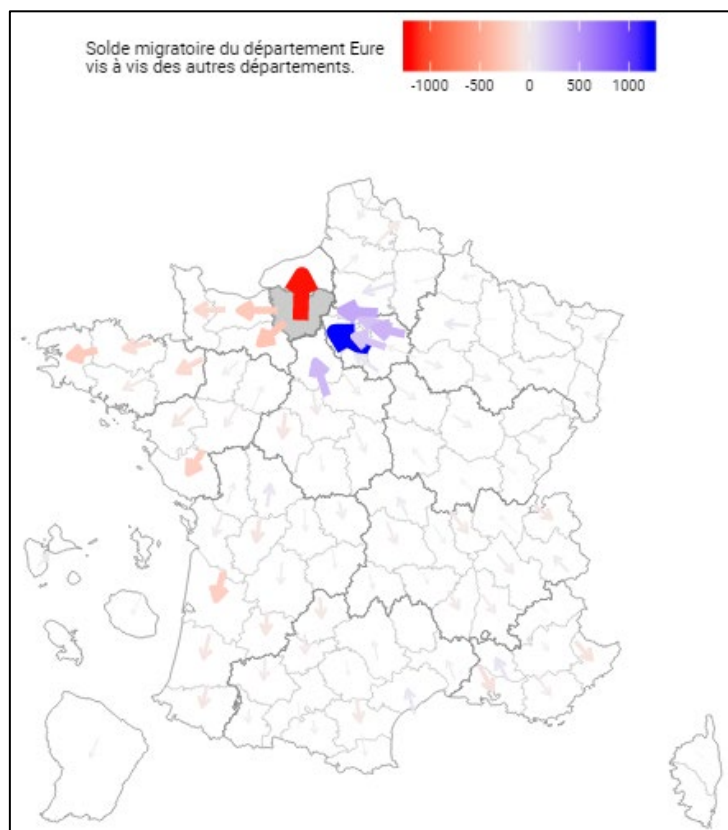 Solde migratoire du département Eure
vis à vis des autres départements.
-1000 -500 0 500 1000